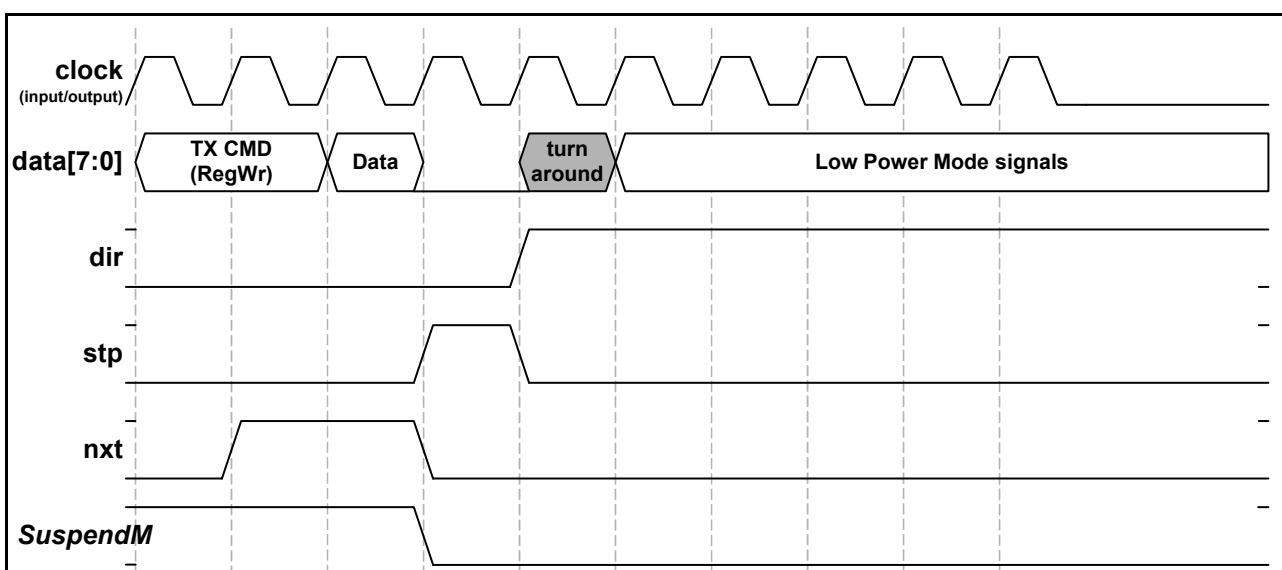 clock
(input/output)
data[7:0]
TX CMD
(RegWr)
Data
turn
around
Low Power Mode signals
dir
stp
nxt
SuspendM